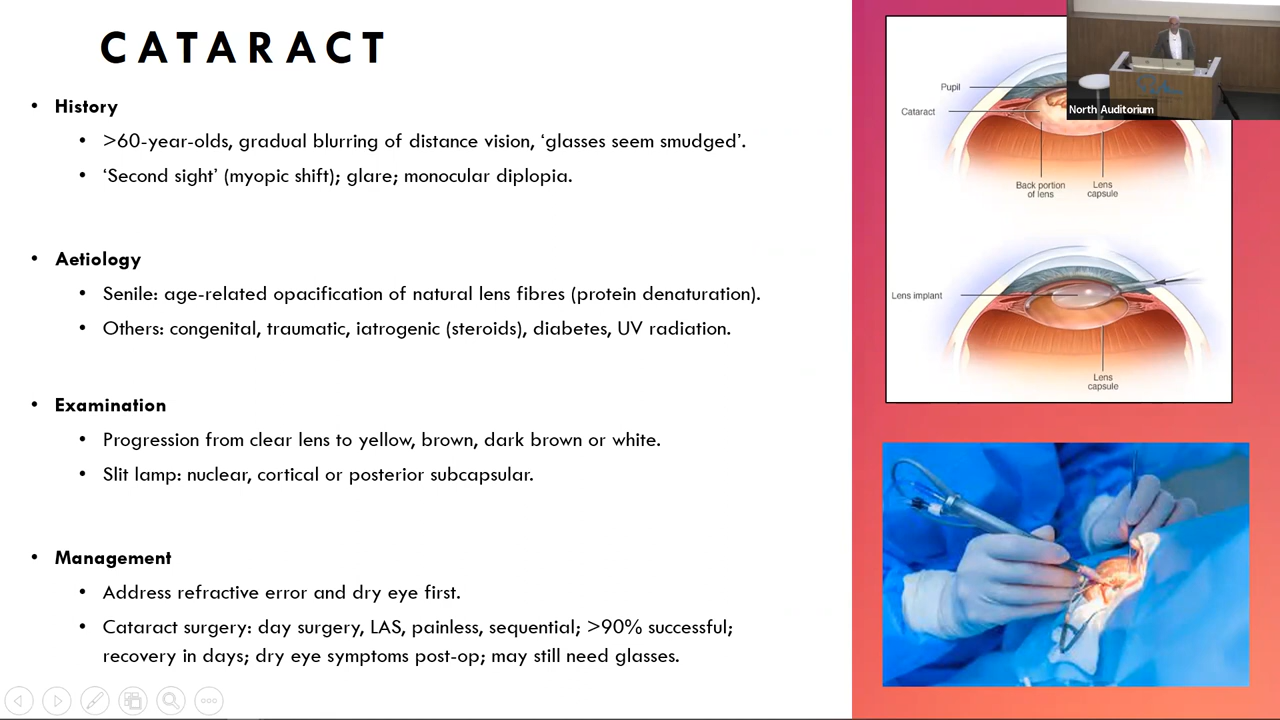 CATARACT
• History
• >60-year-olds, gradual blurring of distance vision, ‘glasses seem smudged’.
• ‘Second sight’ (myopic shift); glare; monocular diplopia.
• Aetiology
• Senile: age-related opacification of natural lens fibres (protein denaturation).
• Others: congenital, traumatic, iatrogenic (steroids), diabetes, UV radiation.
• Examination
• Progression from clear lens to yellow, brown, dark brown or white.
• Slit lamp: nuclear, cortical or posterior subcapsular.
• Management
• Address refractive error and dry eye first.
• Cataract surgery: day surgery, LAS, painless, sequential; >90% successful;
recovery in days; dry eye symptoms post-op; may still need glasses.
Pupil
Cataract
Back portion
of lens
Lens
capsule
Lens implant
Lens
capsule
North Auditorium